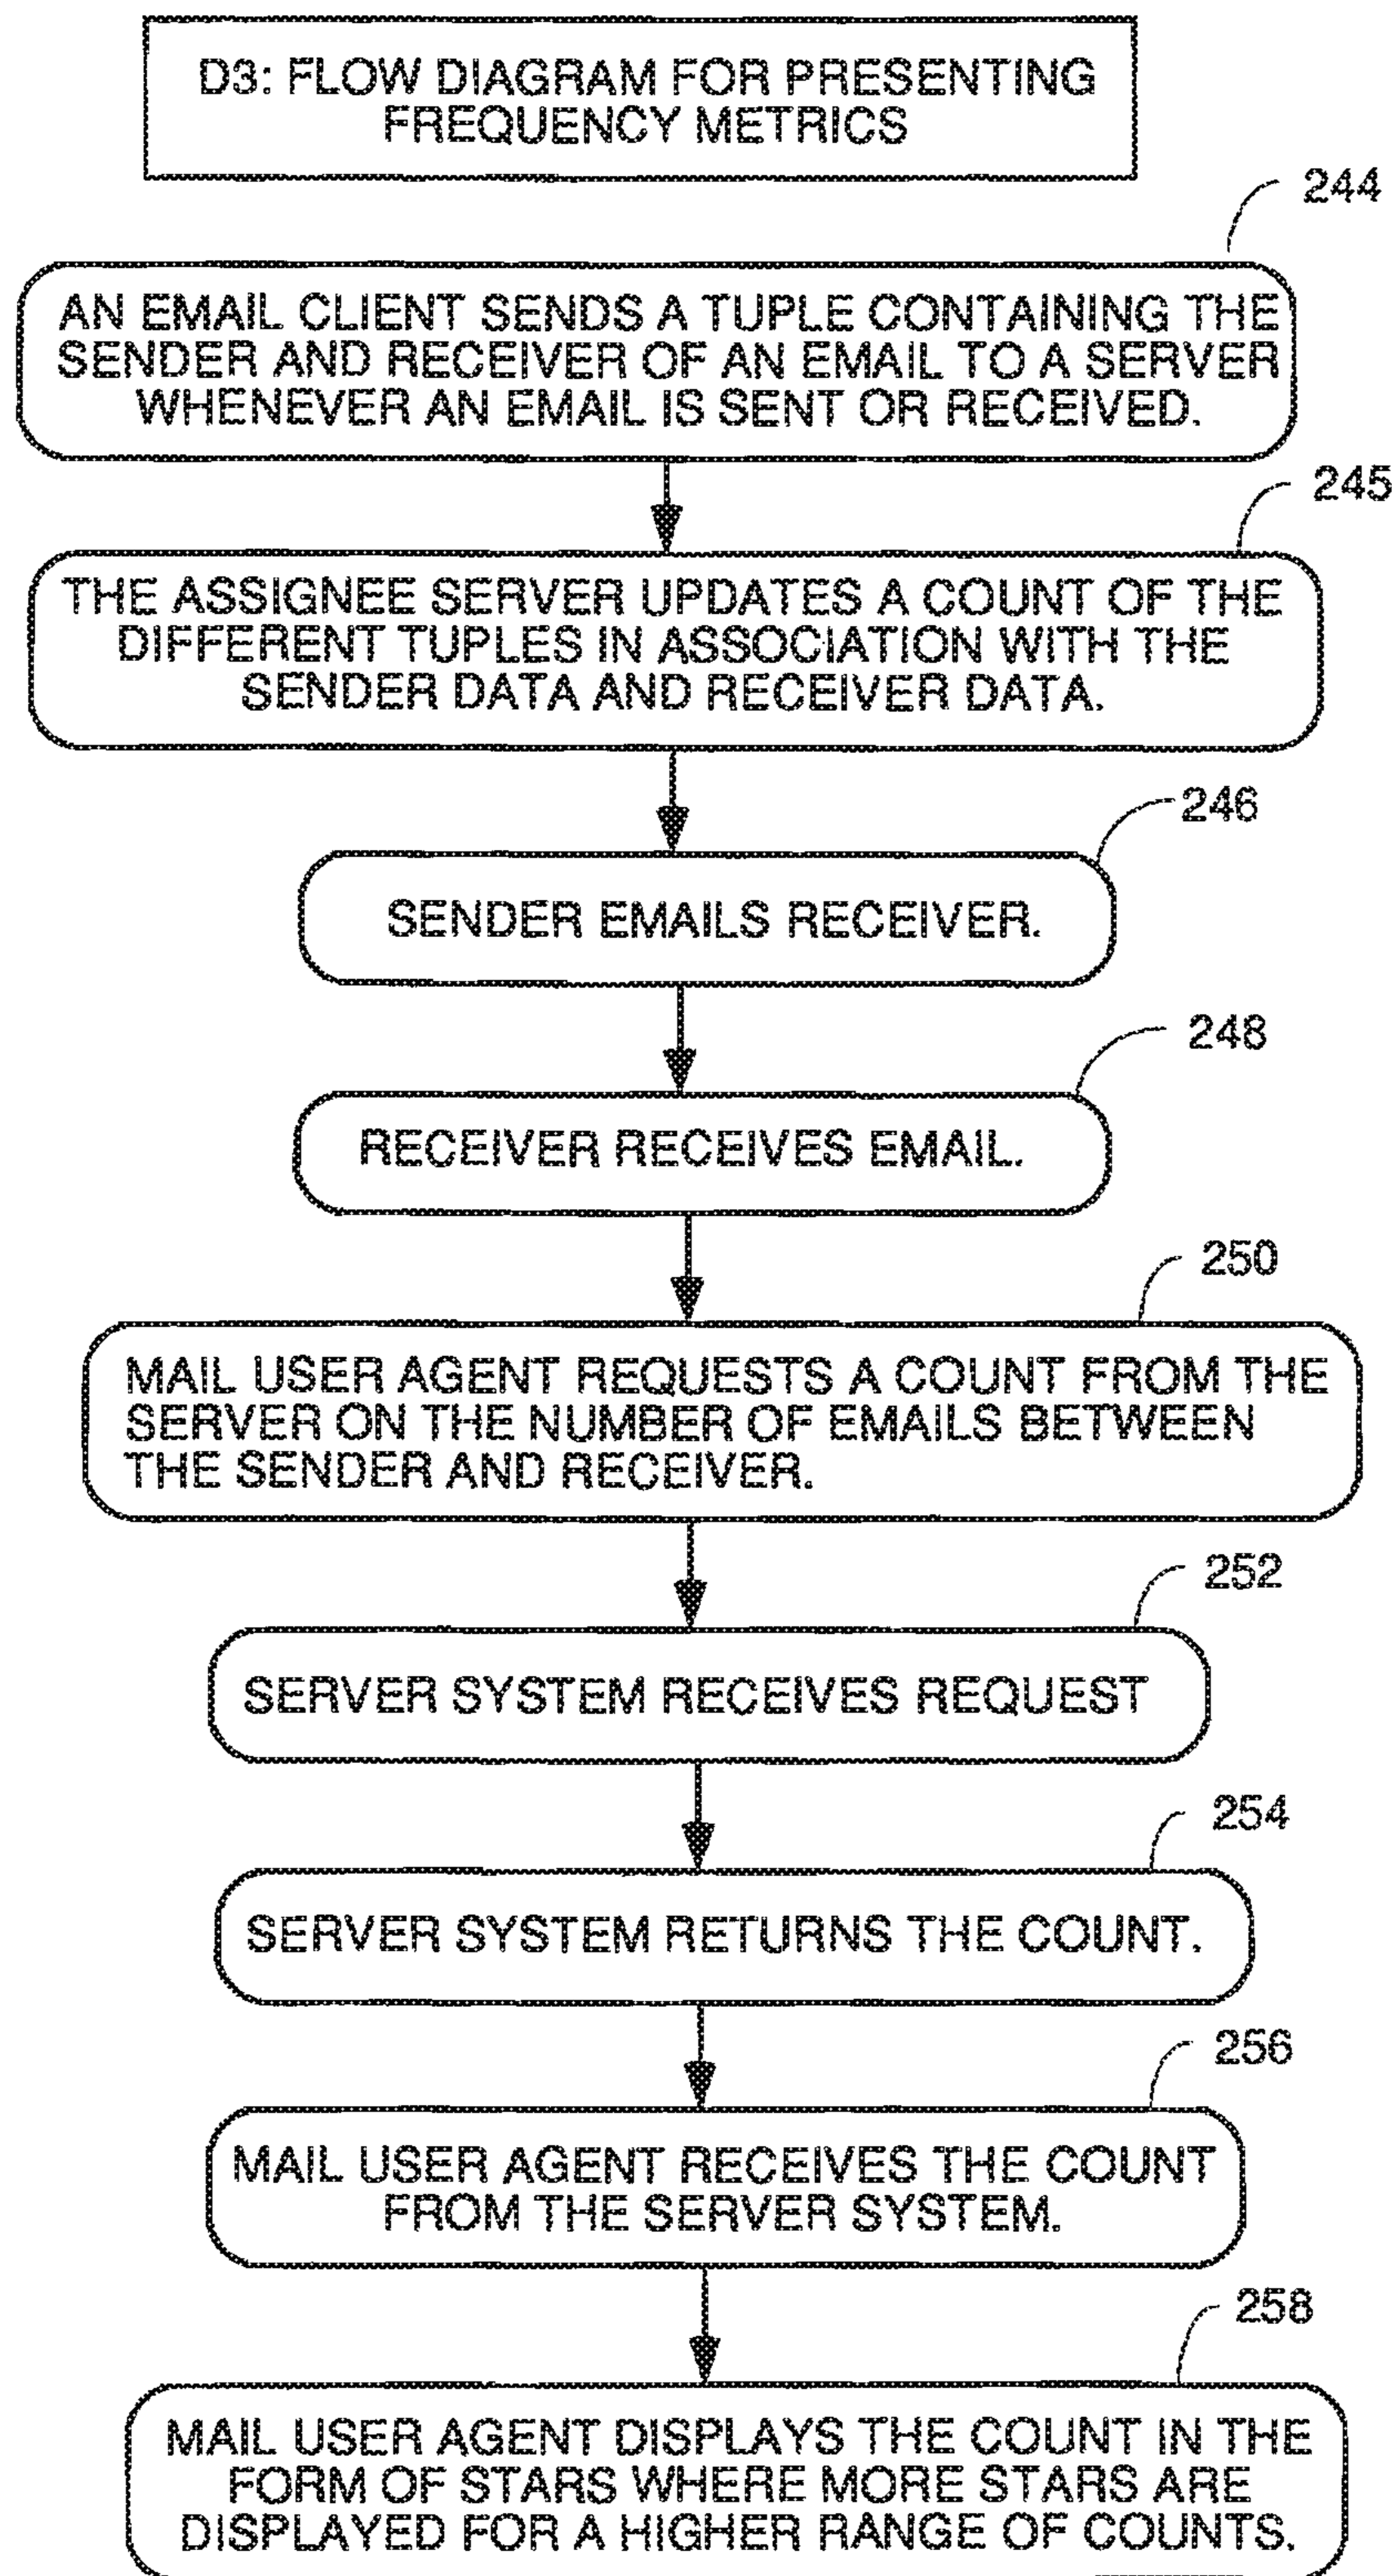 D3: FLOW DIAGRAM FOR PRESENTING
FREQUENCY METRICS
244
AN EMAIL CLIENT SENDS A TUPLE CONTAINING THE
SENDER AND RECEIVER OF AN EMAIL TO A SERVER
WHENEVER AN EMAIL IS SENT OR RECEIVED.
245
THE ASSIGNEE SERVER UPDATES A COUNT OF THE
DIFFERENT TUPLES IN ASSOCIATION WITH THE
SENDER DATA AND RECEIVER DATA.
246
SENDER EMAILS RECEIVER.
248
RECEIVER RECEIVES EMAIL.
250
MAIL USER AGENT REQUESTS A COUNT FROM THE
SERVER ON THE NUMBER OF EMAILS BETWEEN
THE SENDER AND RECEIVER.
252
SERVER SYSTEM RECEIVES REQUEST
254
SERVER SYSTEM RETURNS THE COUNT.
256
MAIL USER AGENT RECEIVES THE COUNT
FROM THE SERVER SYSTEM.
258
MAIL USER AGENT DISPLAYS THE COUNT IN THE
FORM OF STARS WHERE MORE STARS ARE
DISPLAYED FOR A HIGHER RANGE OF COUNTS.